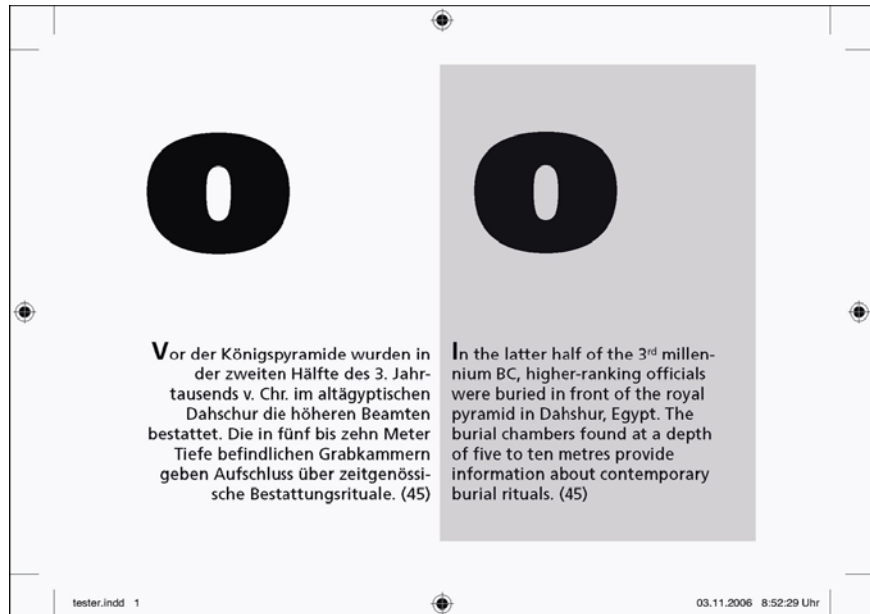 o
o
Vor der Königspyramide wurden in
der zweiten Hälfte des 3. Jahr-
tausends v. Chr. im altägyptischen
Dahschur die höheren Beamten
bestattet. Die in fünf bis zehn Meter
Tiefe befindlichen Grabkammern
geben Aufschluss über zeitgenössi-
sche Bestattungsrituale. (45)
In the latter half of the 3rd millen-
nium BC, higher-ranking officials
were buried in front of the royal
pyramid in Dahshur, Egypt. The
burial chambers found at a depth
of five to ten metres provide
information about contemporary
burial rituals. (45)
tester.indd 1
03.11.2006 8:52:29 Uhr